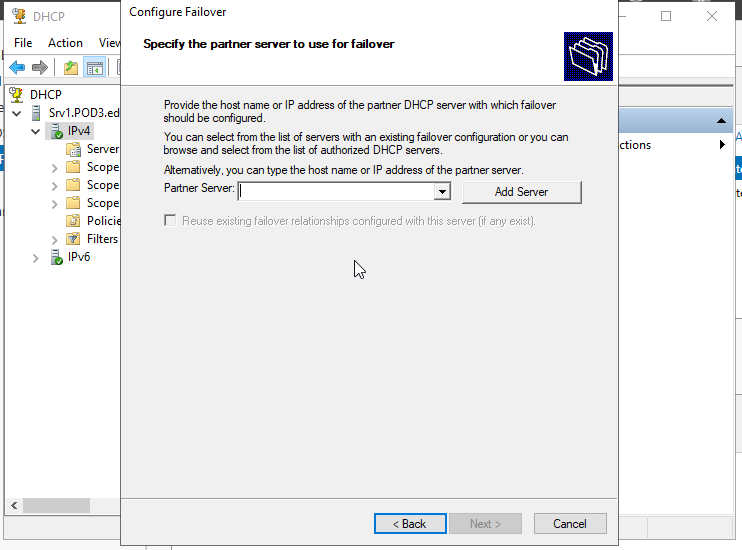 DHCP
Configure Failover
File Action
Specify the partner server to use for failover
DHCP
Srv1.POD3.ed
IPv4
Server
Scope
Scope
Scope
Policie
Filters
IPv6
Provide the host name or IP address of the partner DHCP server with which failover
should be configured.
You can select from the list of servers with an existing failover configuration or you can
browse and select from the list of authorized DHCP servers.
Alternatively, you can type the host name or IP address of the partner server.
Partner Server:
Add Server
Reuse existing failover relationships configured with this server (if any exist).
ctions
< Back
Next >
Cancel